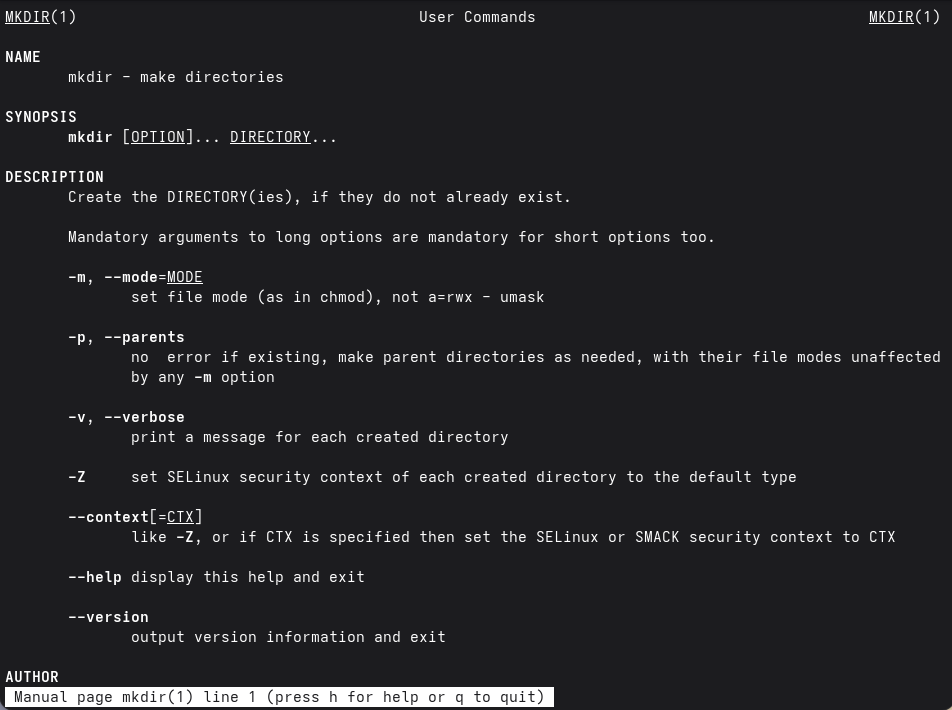 MKDIR(1) User Commands MKDIR(1)
NAME
mkdir - make directories
SYNOPSIS
mkdir [OPTION]... DIRECTORY...
DESCRIPTION
Create the DIRECTORY(ies), if they do not already exist.
Mandatory arguments to long options are mandatory for short options too.
-m, --mode=MODE
set file mode (as in chmod), not a=rwx - umask
-p, --parents
no  error if existing, make parent directories as needed, with their file modes unaffected
by any -m option
-v, --verbose
print a message for each created directory
-Z     set SELinux security context of each created directory to the default type
--context[=CTX]
like -Z, or if CTX is specified then set the SELinux or SMACK security context to CTX
--help display this help and exit
--version
output version information and exit
AUTHOR
Manual page mkdir(1) line 1 (press h for help or q to quit)